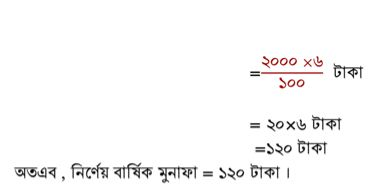 = ২০০০ ×৬ / ১০০ টাকা
= ২০×৬ টাকা
=১২০ টাকা
অতএব , নির্ণেয় বার্ষিক মুনাফা = ১২০ টাকা ।